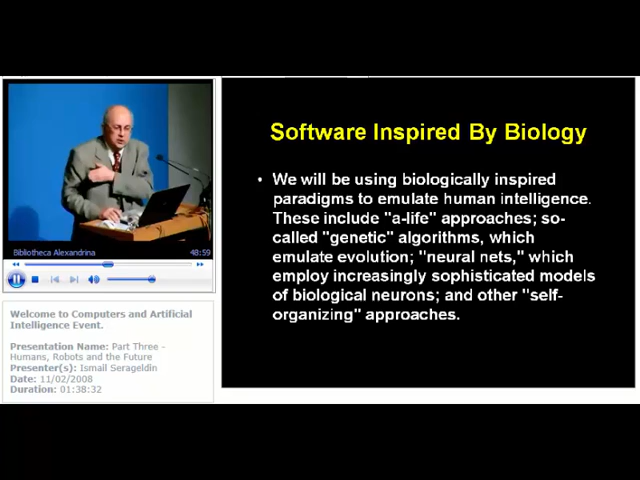 Software Inspired By Biology
• We will be using biologically inspired
paradigms to emulate human intelligence.
These include "a-life" approaches; so-
called "genetic" algorithms, which
emulate evolution; "neural nets," which
employ increasingly sophisticated models
of biological neurons; and other "self-
organizing" approaches.
Bibliotheca Alexandrina 48:59
Welcome to Computers and Artificial
Intelligence Event.
Presentation Name: Part Three -
Humans, Robots and the Future
Presenter(s): Ismail Serageldin
Date: 11/02/2008
Duration: 01:38:32